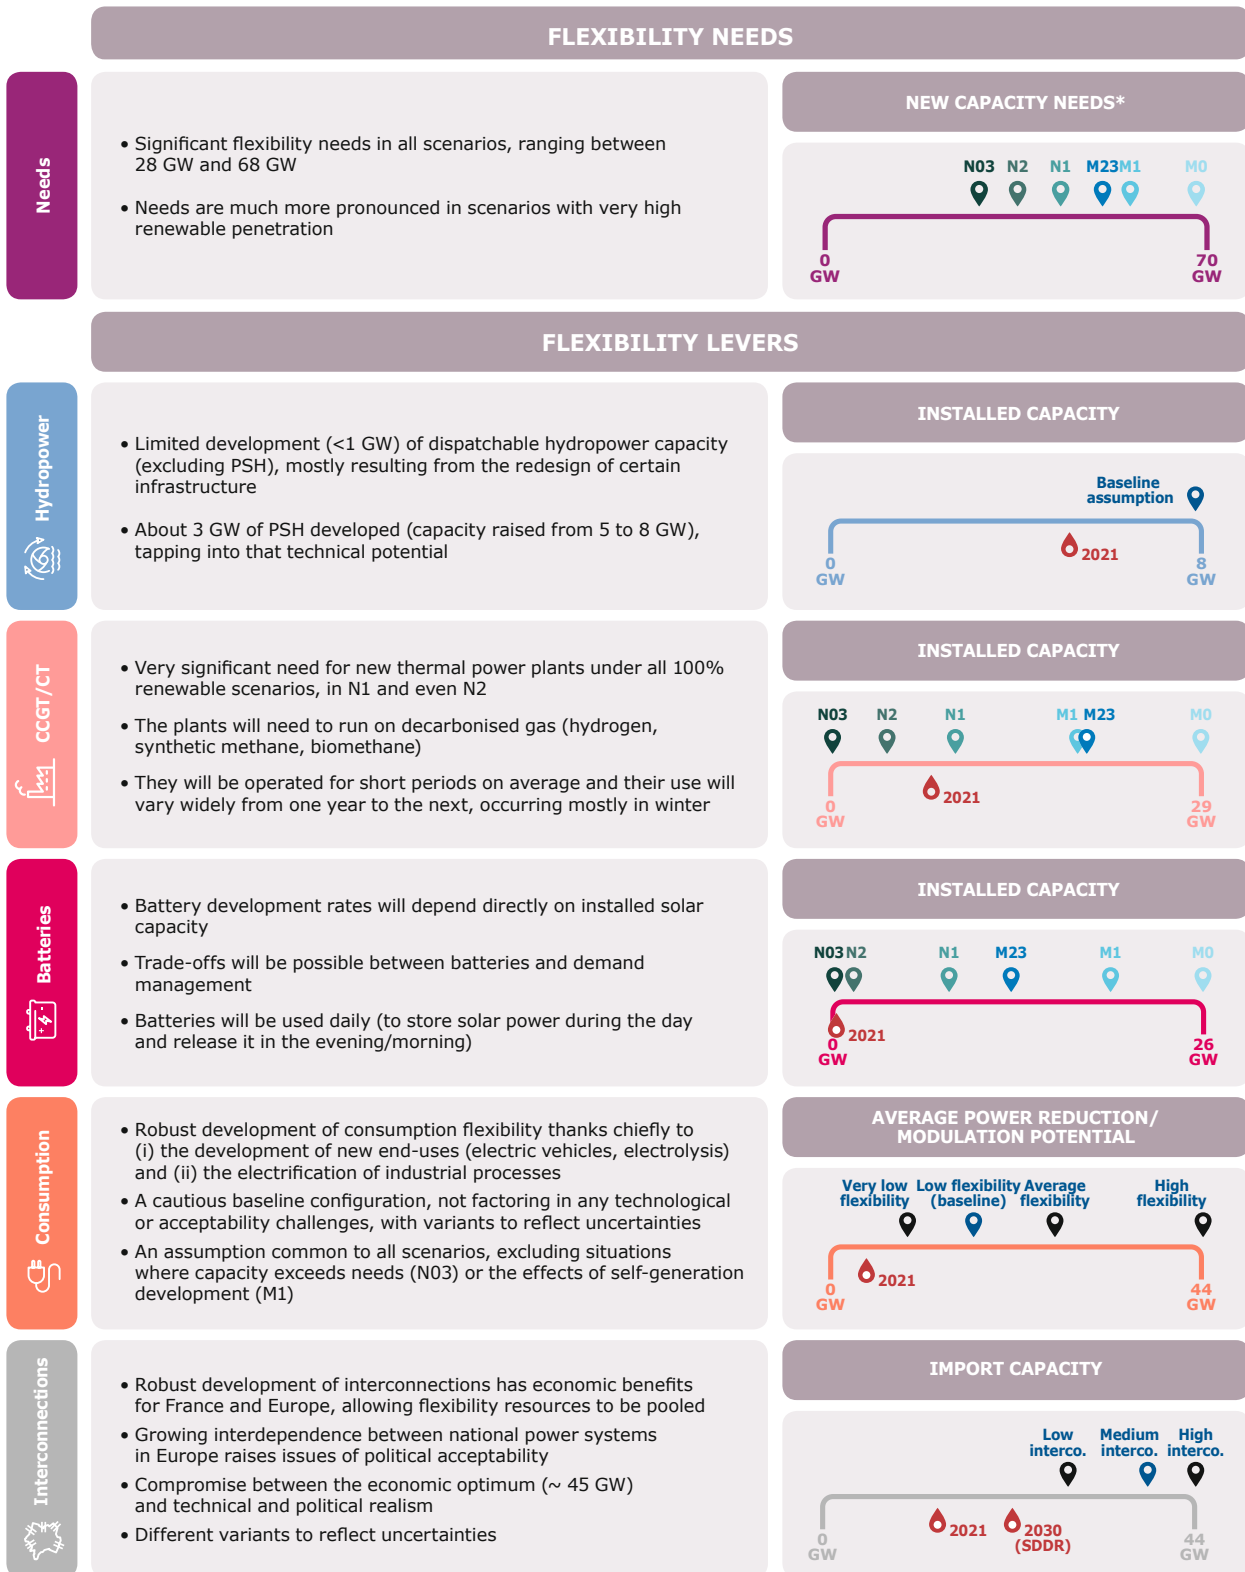 FLEXIBILITY NEEDS
Needs
• Significant flexibility needs in all scenarios, ranging between
28 GW and 68 GW
• Needs are much more pronounced in scenarios with very high
renewable penetration
NEW CAPACITY NEEDS*
N03 N2 N1 M23 M1 M0
0
GW
70
GW
FLEXIBILITY LEVERS
Hydropower
• Limited development (<1 GW) of dispatchable hydropower capacity
(excluding PSH), mostly resulting from the redesign of certain
infrastructure
• About 3 GW of PSH developed (capacity raised from 5 to 8 GW),
tapping into that technical potential
INSTALLED CAPACITY
Baseline
assumption
2021
0
GW
8
GW
CCGT/CT
• Very significant need for new thermal power plants under all 100%
renewable scenarios, in N1 and even N2
• The plants will need to run on decarbonised gas (hydrogen,
synthetic methane, biomethane)
• They will be operated for short periods on average and their use will
vary widely from one year to the next, occurring mostly in winter
INSTALLED CAPACITY
N03 N2 N1 M1 M23 M0
2021
0
GW
29
GW
Batteries
• Battery development rates will depend directly on installed solar
capacity
• Trade-offs will be possible between batteries and demand
management
• Batteries will be used daily (to store solar power during the day
and release it in the evening/morning)
INSTALLED CAPACITY
N03 N2 N1 M23 M1 M0
2021
0
GW
26
GW
Consumption
• Robust development of consumption flexibility thanks chiefly to
(i) the development of new end-uses (electric vehicles, electrolysis)
and (ii) the electrification of industrial processes
• A cautious baseline configuration, not factoring in any technological
or acceptability challenges, with variants to reflect uncertainties
• An assumption common to all scenarios, excluding situations
where capacity exceeds needs (N03) or the effects of self-generation
development (M1)
AVERAGE POWER REDUCTION/
MODULATION POTENTIAL
Very low
flexibility
Low flexibility
(baseline)
Average
flexibility
High
flexibility
2021
0
GW
44
GW
Interconnections
• Robust development of interconnections has economic benefits
for France and Europe, allowing flexibility resources to be pooled
• Growing interdependence between national power systems
in Europe raises issues of political acceptability
• Compromise between the economic optimum (~ 45 GW)
and technical and political realism
• Different variants to reflect uncertainties
IMPORT CAPACITY
Low
interco.
Medium
interco.
High
interco.
2021
2030
(SDDR)
0
GW
44
GW